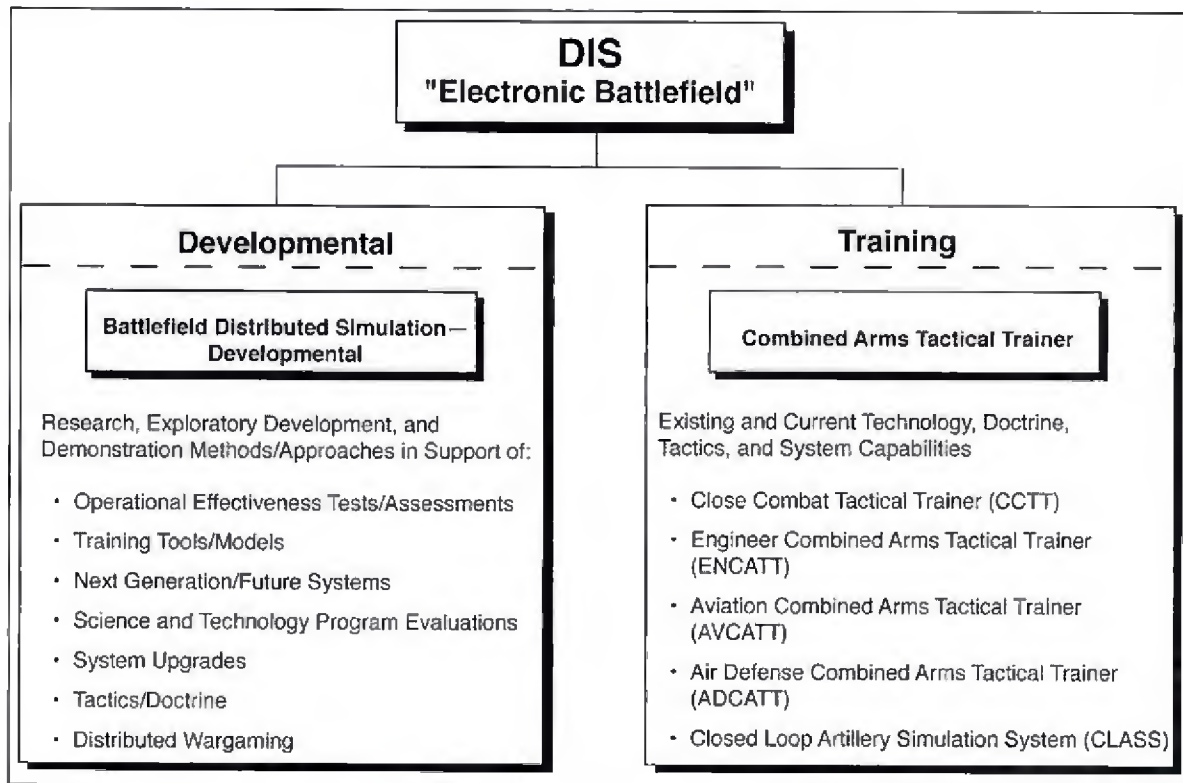 DIS
"Electronic Battlefield"
Developmental
Battlefield Distributed Simulation—
Developmental
Research, Exploratory Development, and
Demonstration Methods/Approaches in Support of:
• Operational Effectiveness Tests/Assessments
• Training Tools/Models
• Next Generation/Future Systems
• Science and Technology Program Evaluations
• System Upgrades
• Tactics/Doctrine
• Distributed Wargaming
Training
Combined Arms Tactical Trainer
Existing and Current Technology, Doctrine,
Tactics, and System Capabilities
• Close Combat Tactical Trainer (CCTT)
• Engineer Combined Arms Tactical Trainer
(ENCATT)
• Aviation Combined Arms Tactical Trainer
(AVCATT)
• Air Defense Combined Arms Tactical Trainer
(ADCATT)
• Closed Loop Artillery Simulation System (CLASS)